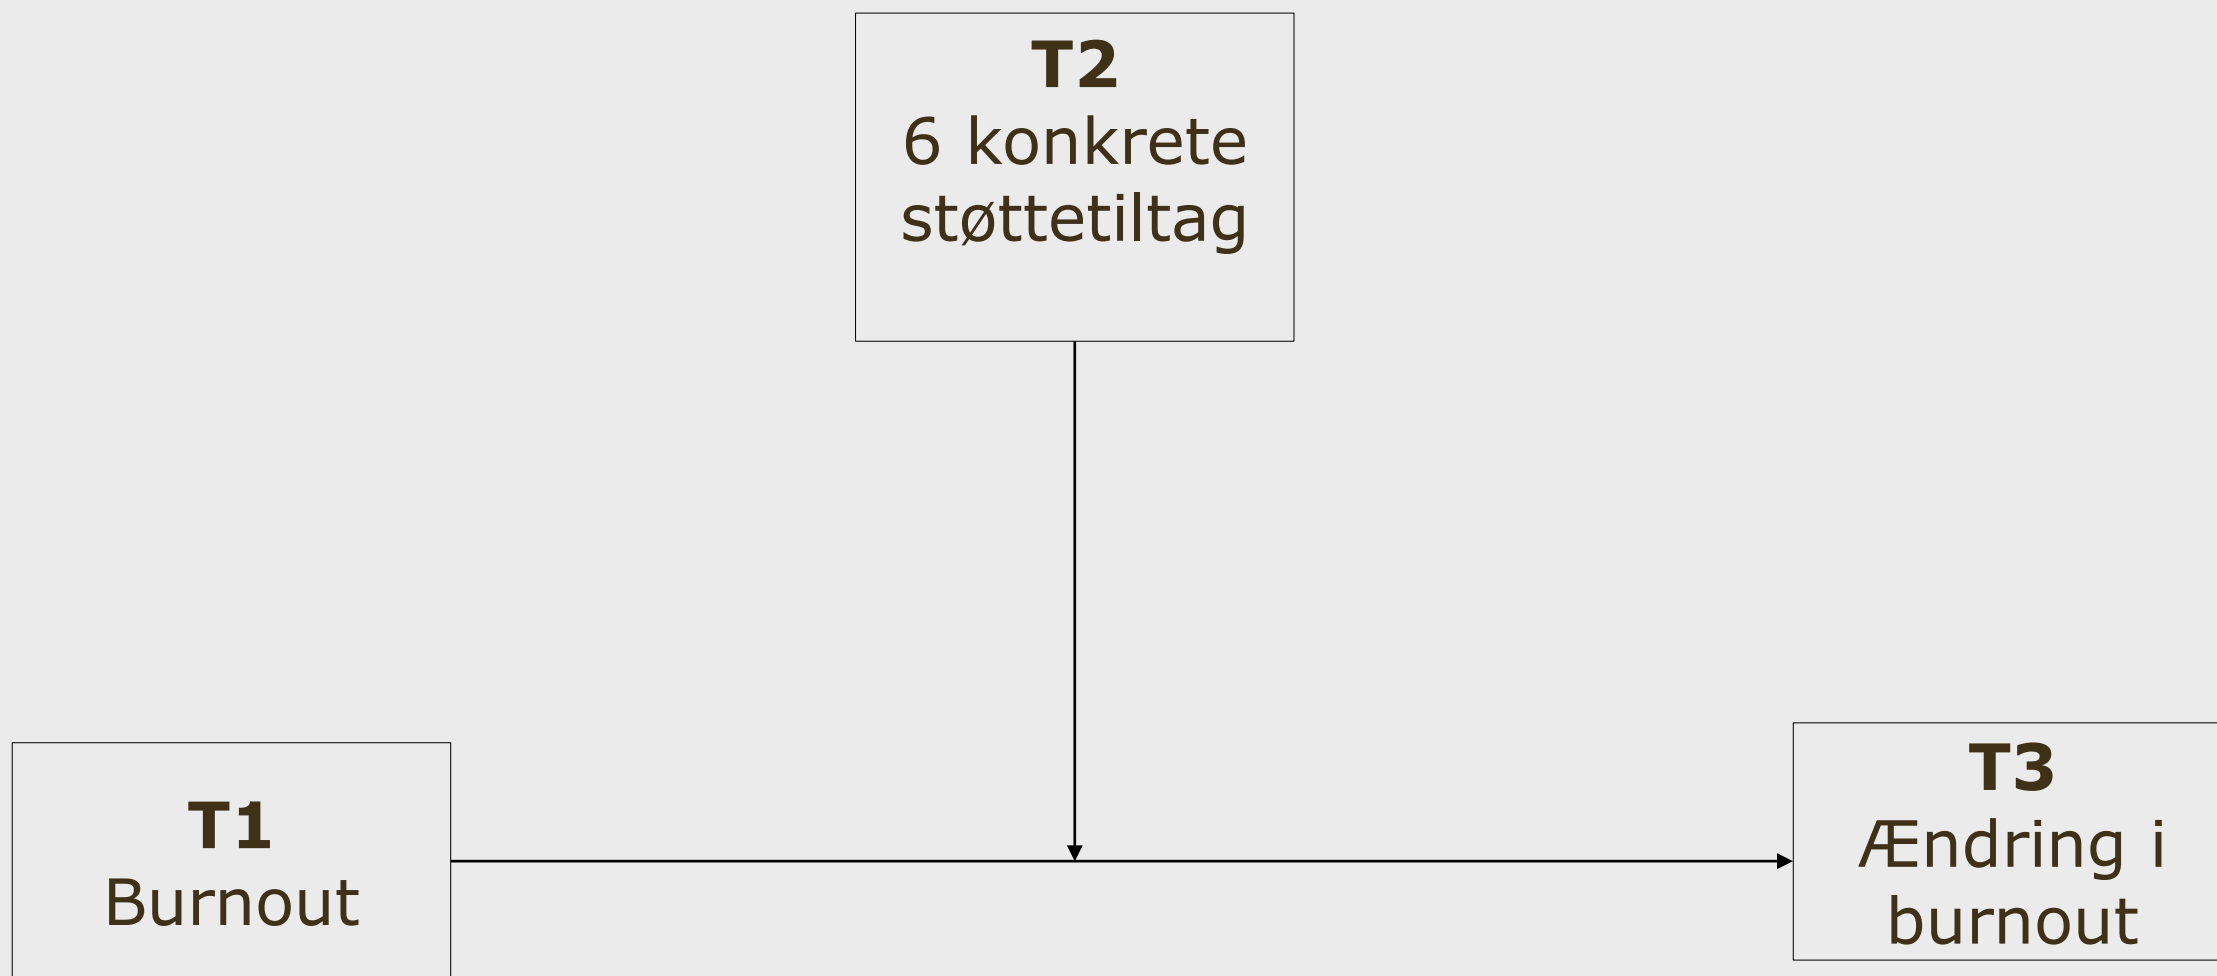 T2
6 konkrete
støttetiltag
T1
Burnout
T3
Ændring i
burnout